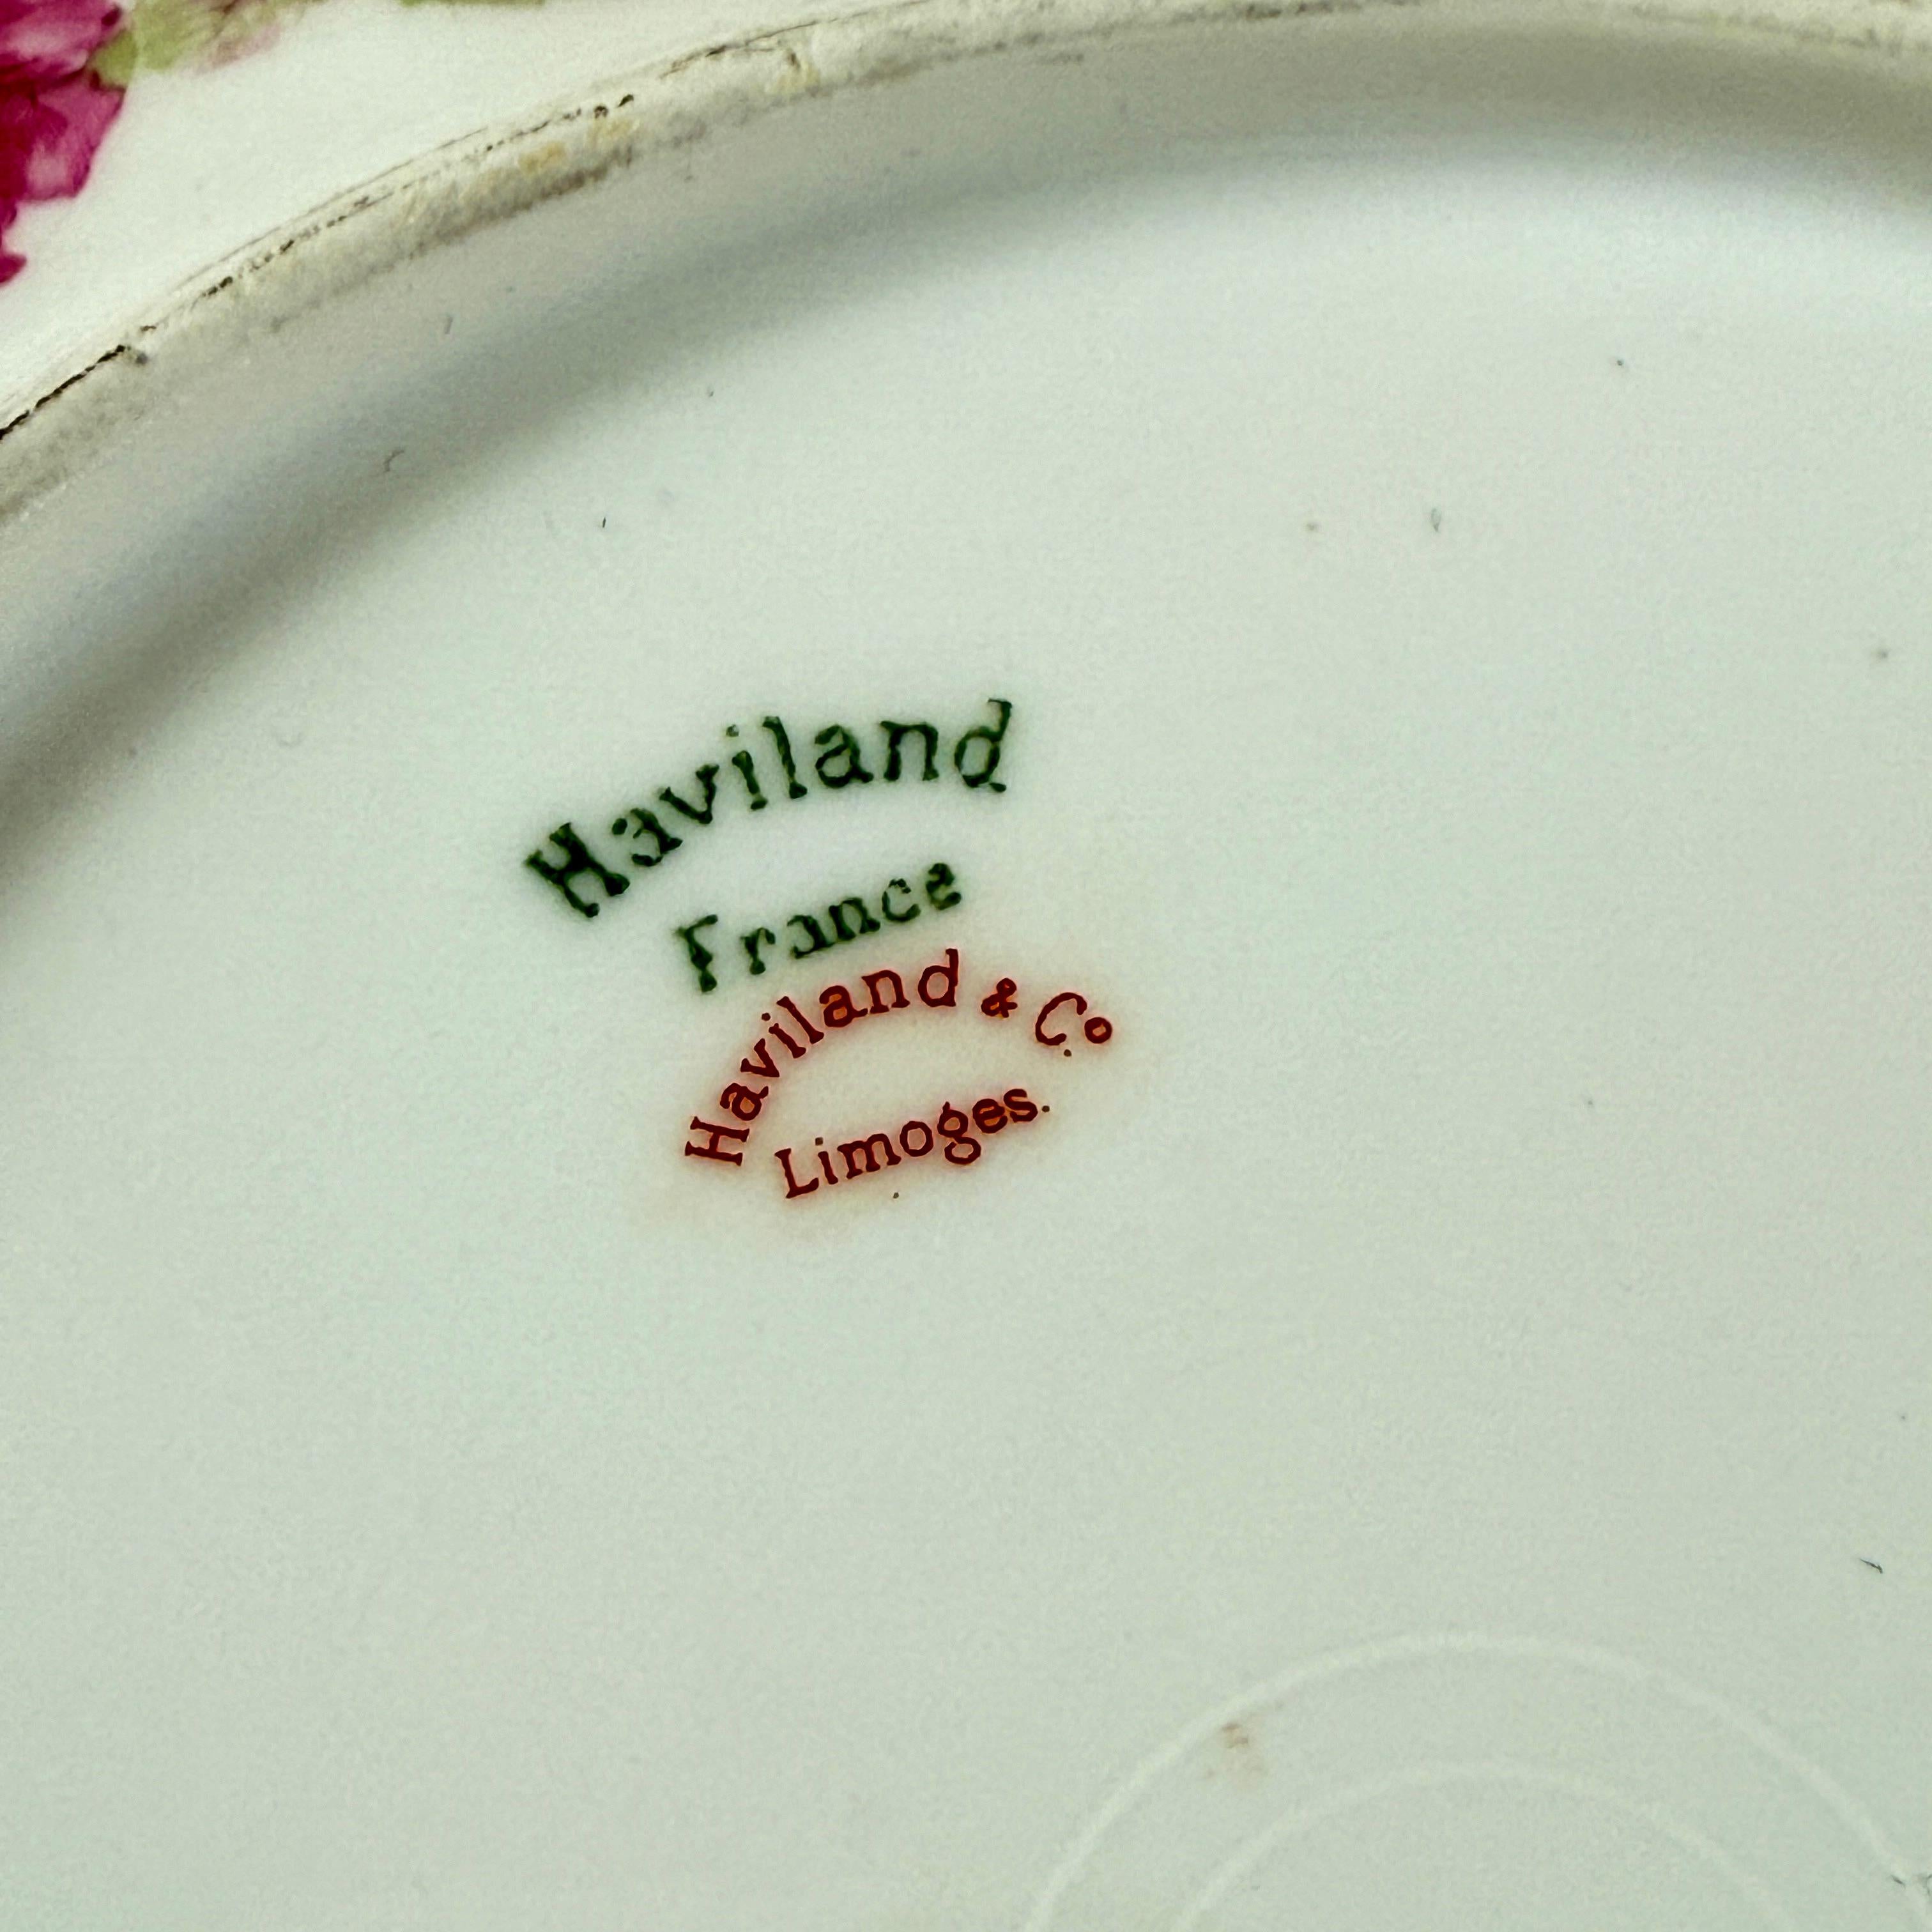 Haviland
France
Haviland & Co
Limoges.